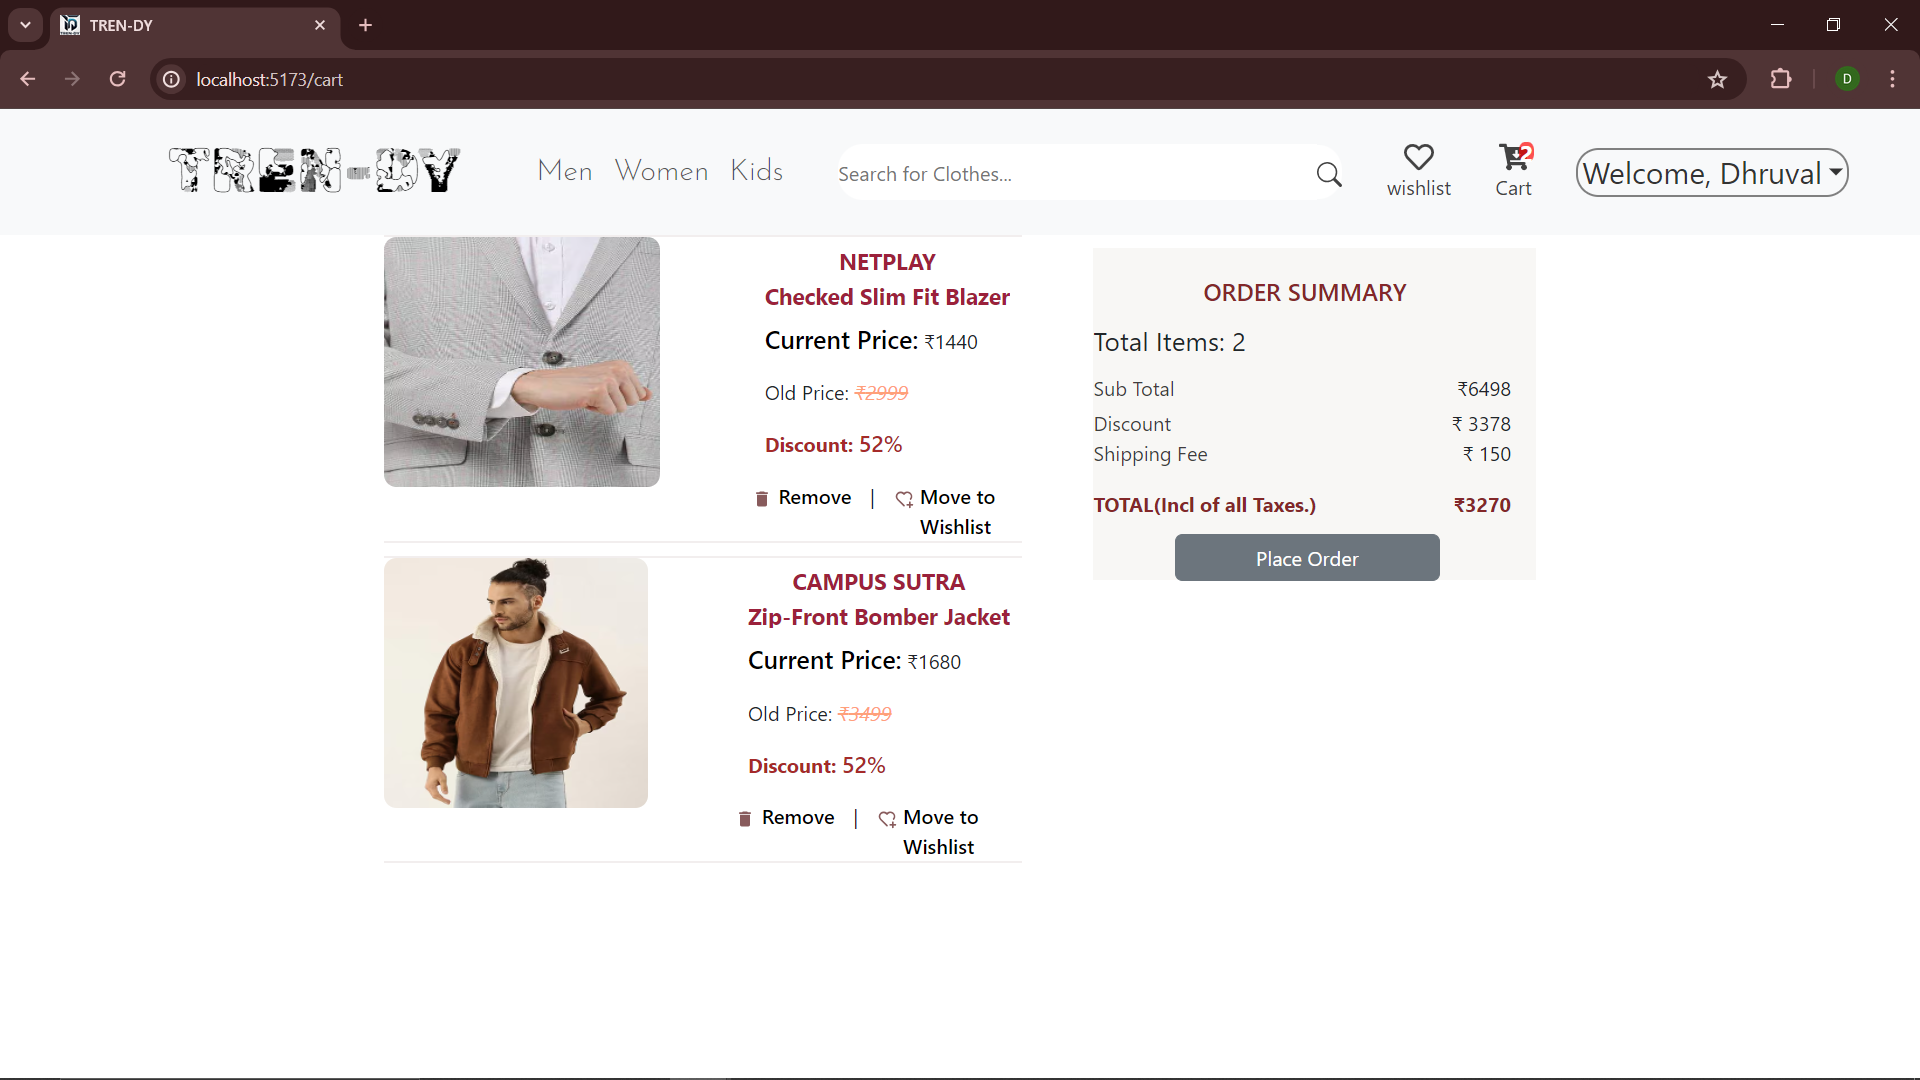 TREN-DY
localhost:5173/cart
D
TREN-DY
Men Women Kids
Search for Clothes...
wishlist
2
Cart
Welcome, Dhruval
NETPLAY
Checked Slim Fit Blazer
Current Price: ₹1440
Old Price: ₹2999
Discount: 52%
Remove | Move to
Wishlist
CAMPUS SUTRA
Zip-Front Bomber Jacket
Current Price: ₹1680
Old Price: ₹3499
Discount: 52%
Remove | Move to
Wishlist
ORDER SUMMARY
Total Items: 2
Sub Total ₹6498
Discount ₹ 3378
Shipping Fee ₹ 150
TOTAL(Incl of all Taxes.) ₹3270
Place Order